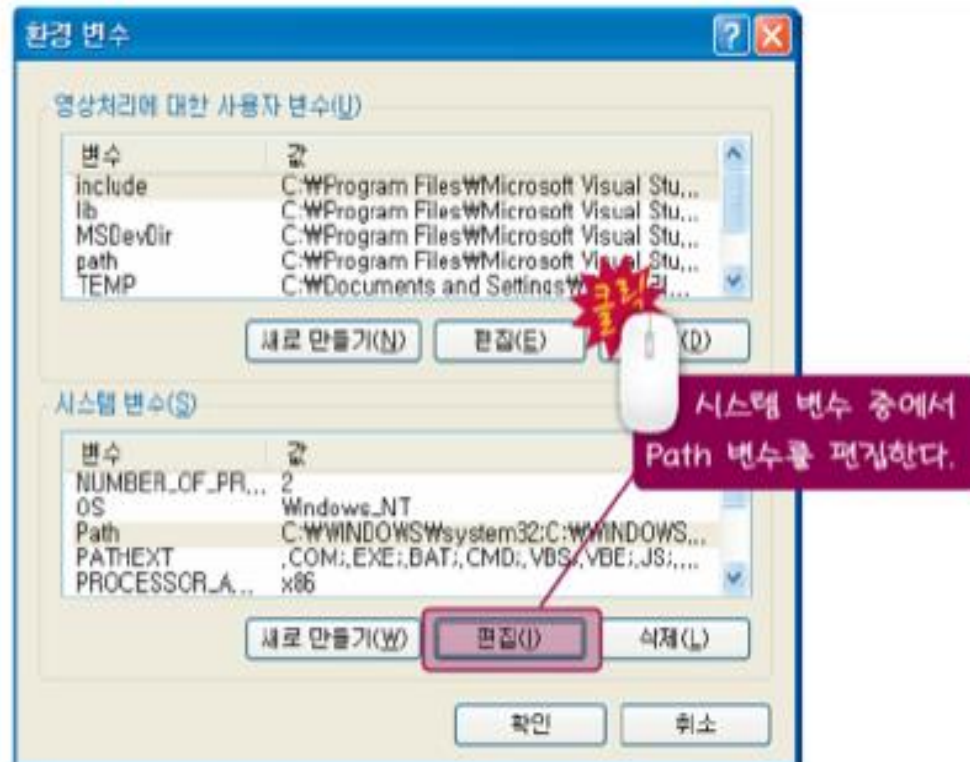 환경 변수
영상처리에 대한 사용자 변수(U)
변수 값
include C:₩Program Files₩Microsoft Visual Stu...
lib C:₩Program Files₩Microsoft Visual Stu...
MSDevDir C:₩Program Files₩Microsoft Visual Stu...
path C:₩Program Files₩Microsoft Visual Stu...
TEMP C:₩Documents and Settings₩
클릭
새로 만들기(N) 편집(E) (D)
시스템 변수(S)
시스템 변수 중에서
Path 변수를 편집한다.
변수 값
NUMBER_OF_PR... 2
OS Windows_NT
Path C:₩WINDOWS₩system32;C:₩WINDOWS...
PATHEXT .COM;.EXE;.BAT;.CMD;.VBS;.VBE;.JS;....
PROCESSOR_A... x86
새로 만들기(W) 편집(I) 삭제(L)
확인 취소